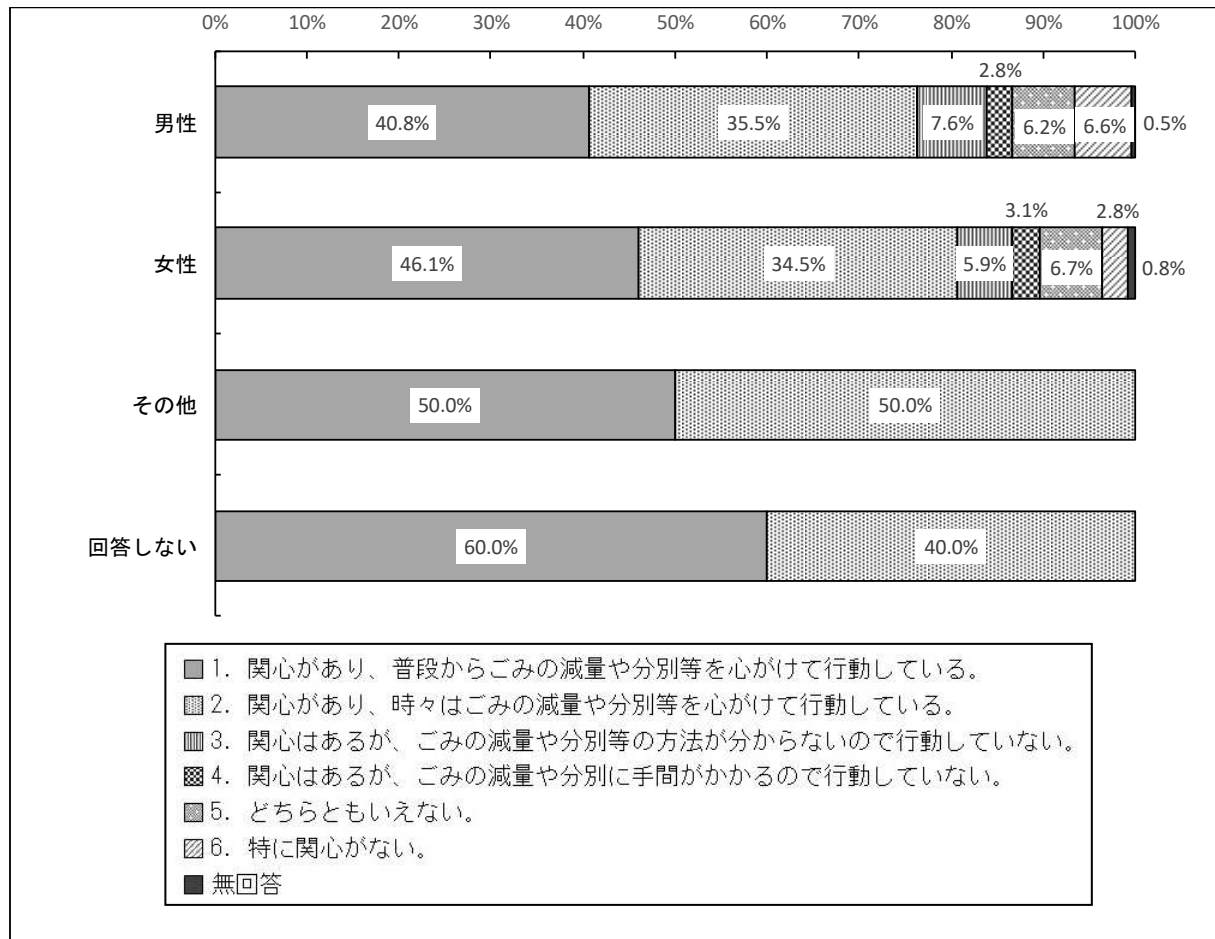 0% 10% 20% 30% 40% 50% 60% 70% 80% 90% 100%
2.8%
男性 40.8% 35.5% 7.6% 6.2% 6.6% 0.5%
3.1% 2.8%
女性 46.1% 34.5% 5.9% 6.7% 0.8%
その他 50.0% 50.0%
回答しない 60.0% 40.0%
1. 関心があり、普段からごみの減量や分別等を心がけて行動している。
2. 関心があり、時々はごみの減量や分別等を心がけて行動している。
3. 関心はあるが、ごみの減量や分別等の方法が分からないので行動していない。
4. 関心はあるが、ごみの減量や分別に手間がかかるので行動していない。
5. どちらともいえない。
6. 特に関心がない。
無回答